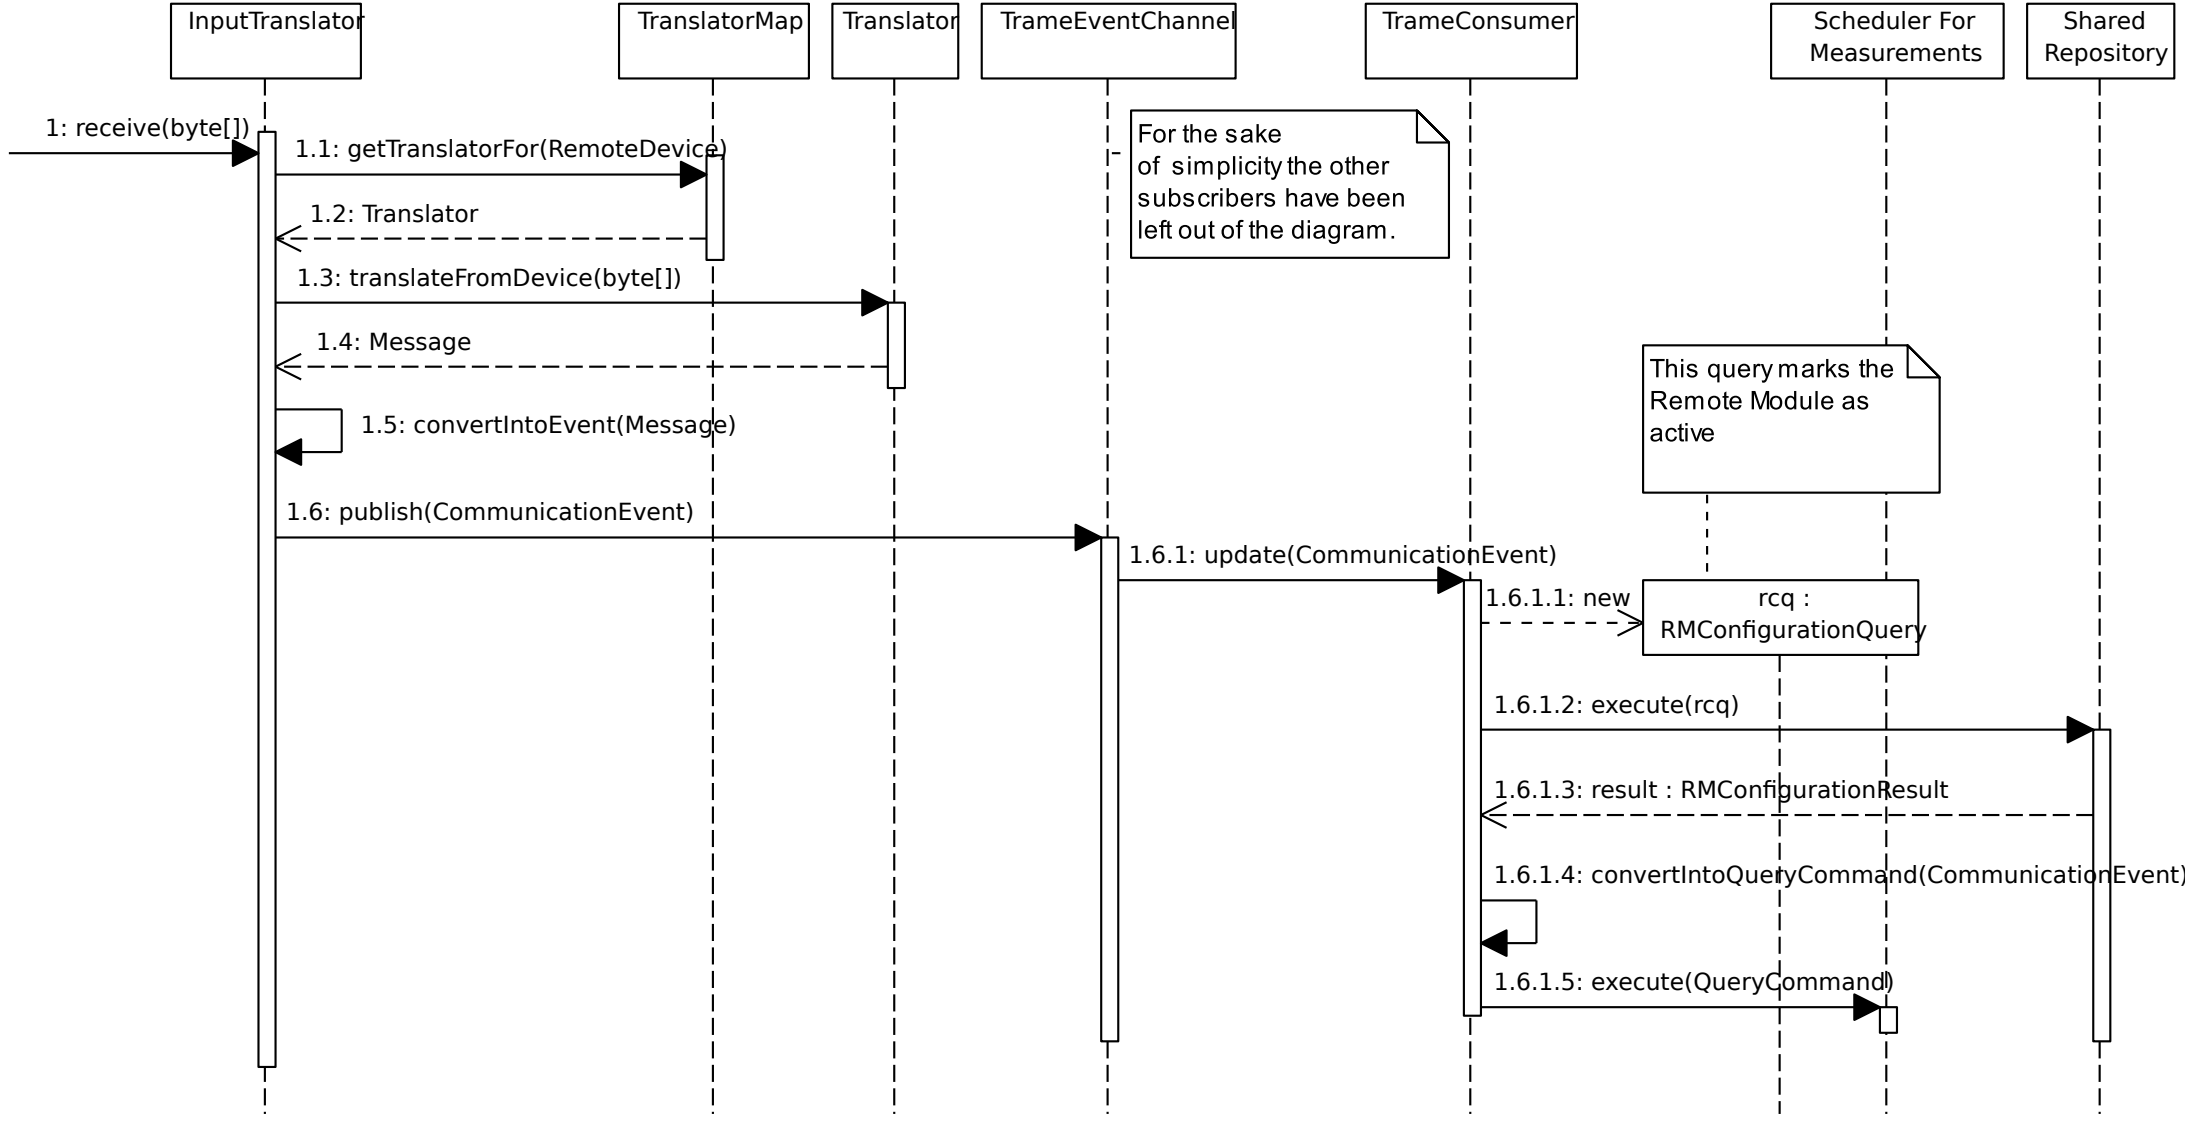 InputTranslator
TranslatorMap
Translator
TrameEventChannel
TrameConsumer
Scheduler For
Measurements
Shared
Repository
1: receive(byte[])
1.1: getTranslatorFor(RemoteDevice)
For the sake
of simplicity the other
subscribers have been
left out of the diagram.
1.2: Translator
1.3: translateFromDevice(byte[])
1.4: Message
This query marks the
Remote Module as
active
1.5: convertIntoEvent(Message)
1.6: publish(CommunicationEvent)
1.6.1: update(CommunicationEvent)
1.6.1.1: new
rcq :
RMConfigurationQuery
1.6.1.2: execute(rcq)
1.6.1.3: result : RMConfigurationResult
1.6.1.4: convertIntoQueryCommand(CommunicationEvent)
1.6.1.5: execute(QueryCommand)